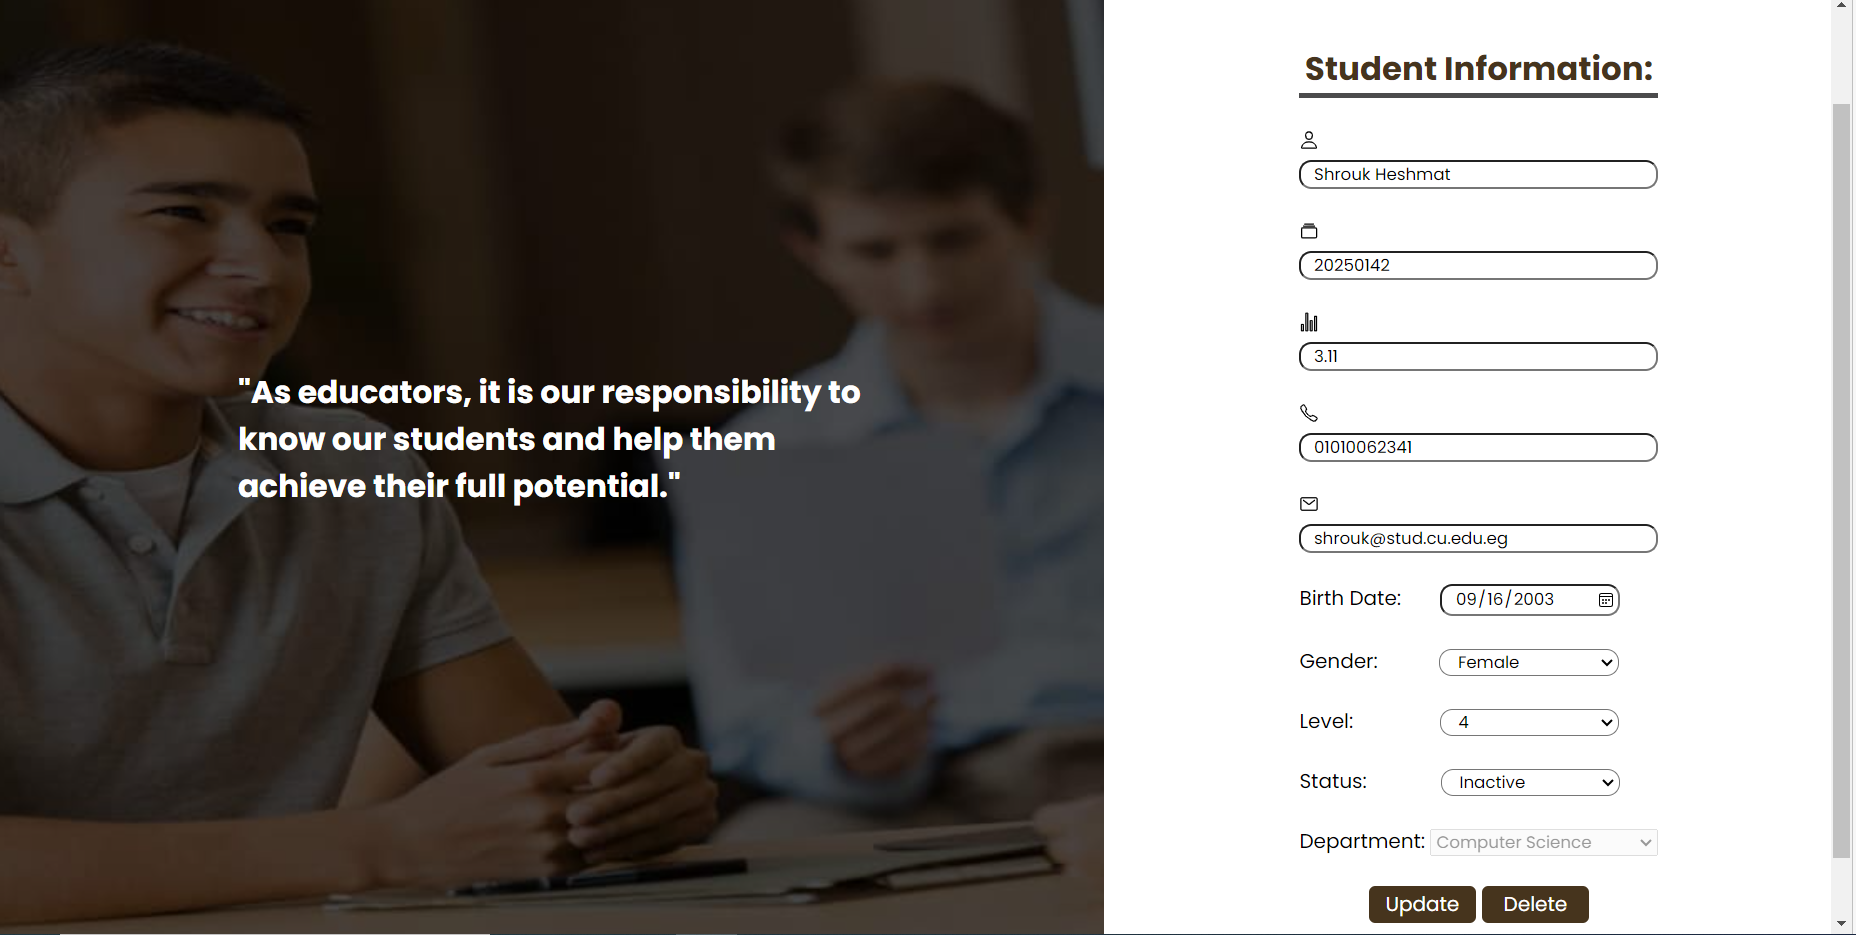 "As educators, it is our responsibility to
know our students and help them
achieve their full potential."
Student Information:
Shrouk Heshmat
20250142
3.11
01010062341
shrouk@stud.cu.edu.eg
Birth Date: 09/16/2003
Gender: Female
Level: 4
Status: Inactive
Department: Computer Science
Update Delete